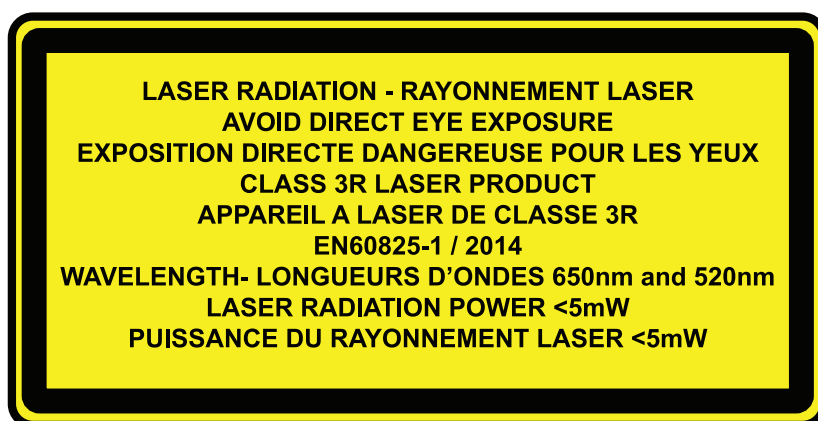 LASER RADIATION - RAYONNEMENT LASER
AVOID DIRECT EYE EXPOSURE
EXPOSITION DIRECTE DANGEREUSE POUR LES YEUX
CLASS 3R LASER PRODUCT
APPAREIL A LASER DE CLASSE 3R
EN60825-1 / 2014
WAVELENGTH- LONGUEURS D’ONDES 650nm and 520nm
LASER RADIATION POWER <5mW
PUISSANCE DU RAYONNEMENT LASER <5mW